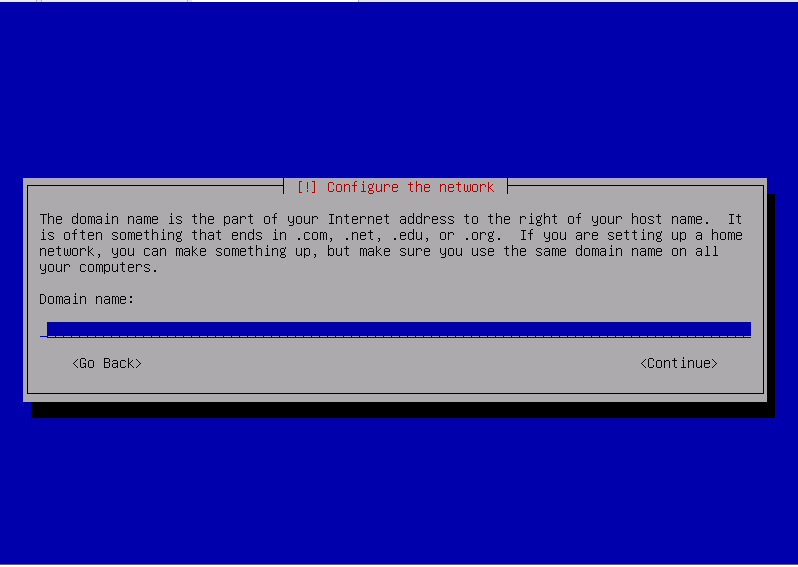 [!] Configure the network
The domain name is the part of your Internet address to the right of your host name.  It
is often something that ends in .com, .net, .edu, or .org.  If you are setting up a home
network, you can make something up, but make sure you use the same domain name on all
your computers.
Domain name:
<Go Back>
<Continue>